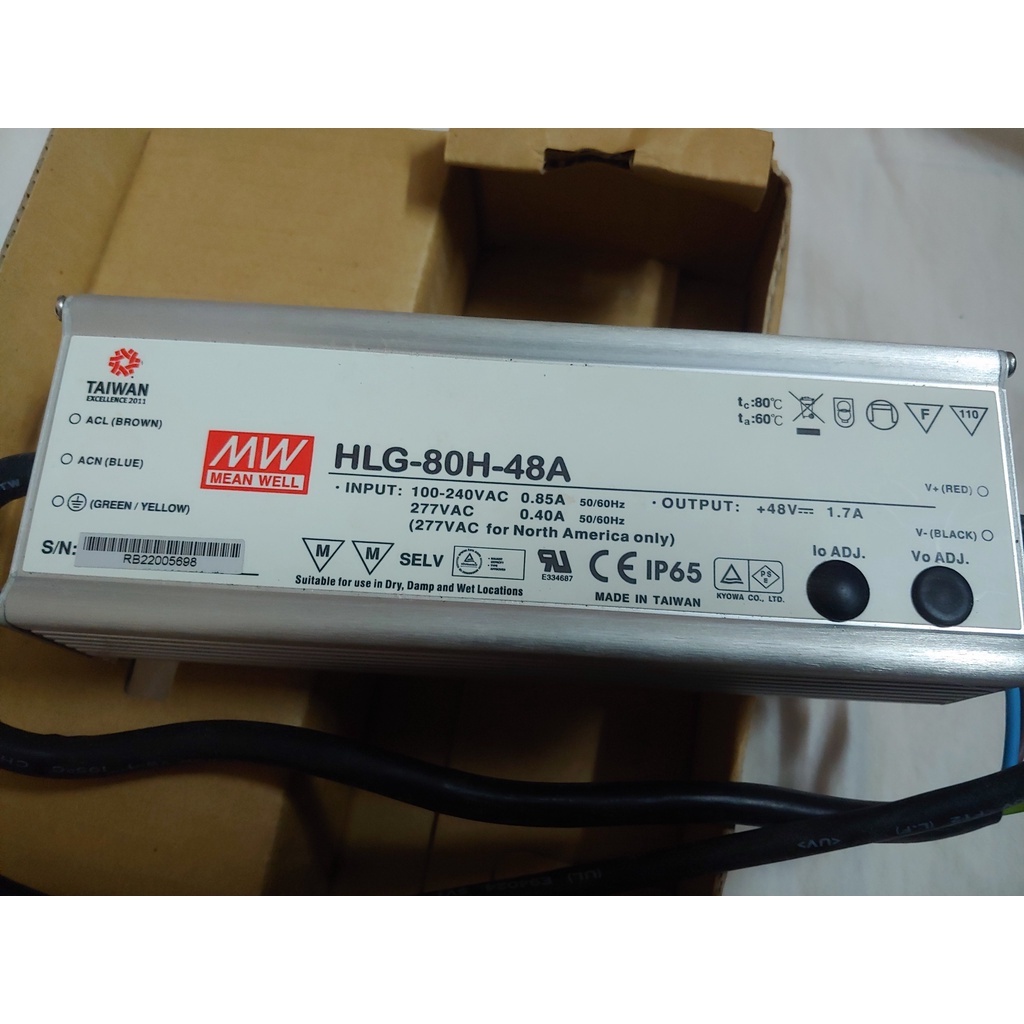 TAIWAN
EXCELLENCE 2011
ACL (BROWN)
ACN (BLUE)
(GREEN / YELLOW)
S/N:
RB22005698
MW
MEAN WELL
HLG-80H-48A
· INPUT: 100-240VAC 0.85A 50/60Hz
277VAC 0.40A 50/60Hz
(277VAC for North America only)
· OUTPUT: +48V 1.7A
tc:80℃
ta:60℃
F
110
V+ (RED)
V- (BLACK)
Io ADJ.
Vo ADJ.
M
M
SELV
E334687
CE IP65
PS
E
Suitable for use in Dry, Damp and Wet Locations
MADE IN TAIWAN
KYOWA CO., LTD.
<UV>